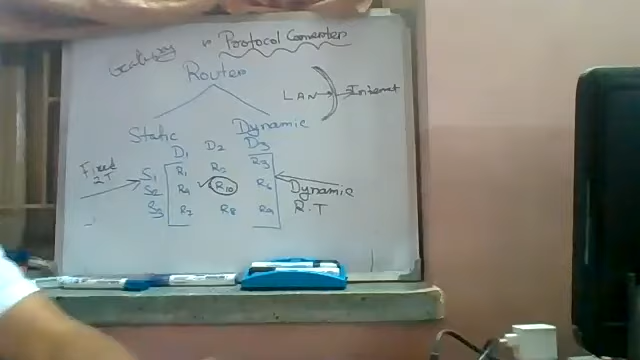 Gateway " Protocol Converter
Router
LAN → Internet
Static Dynamic
D1 D2 D3
Fixed R.T
S1 R1 R2 R3
S2 R4 ✓ R10 R6
S3 R7 R8 R9
Dynamic
R.T